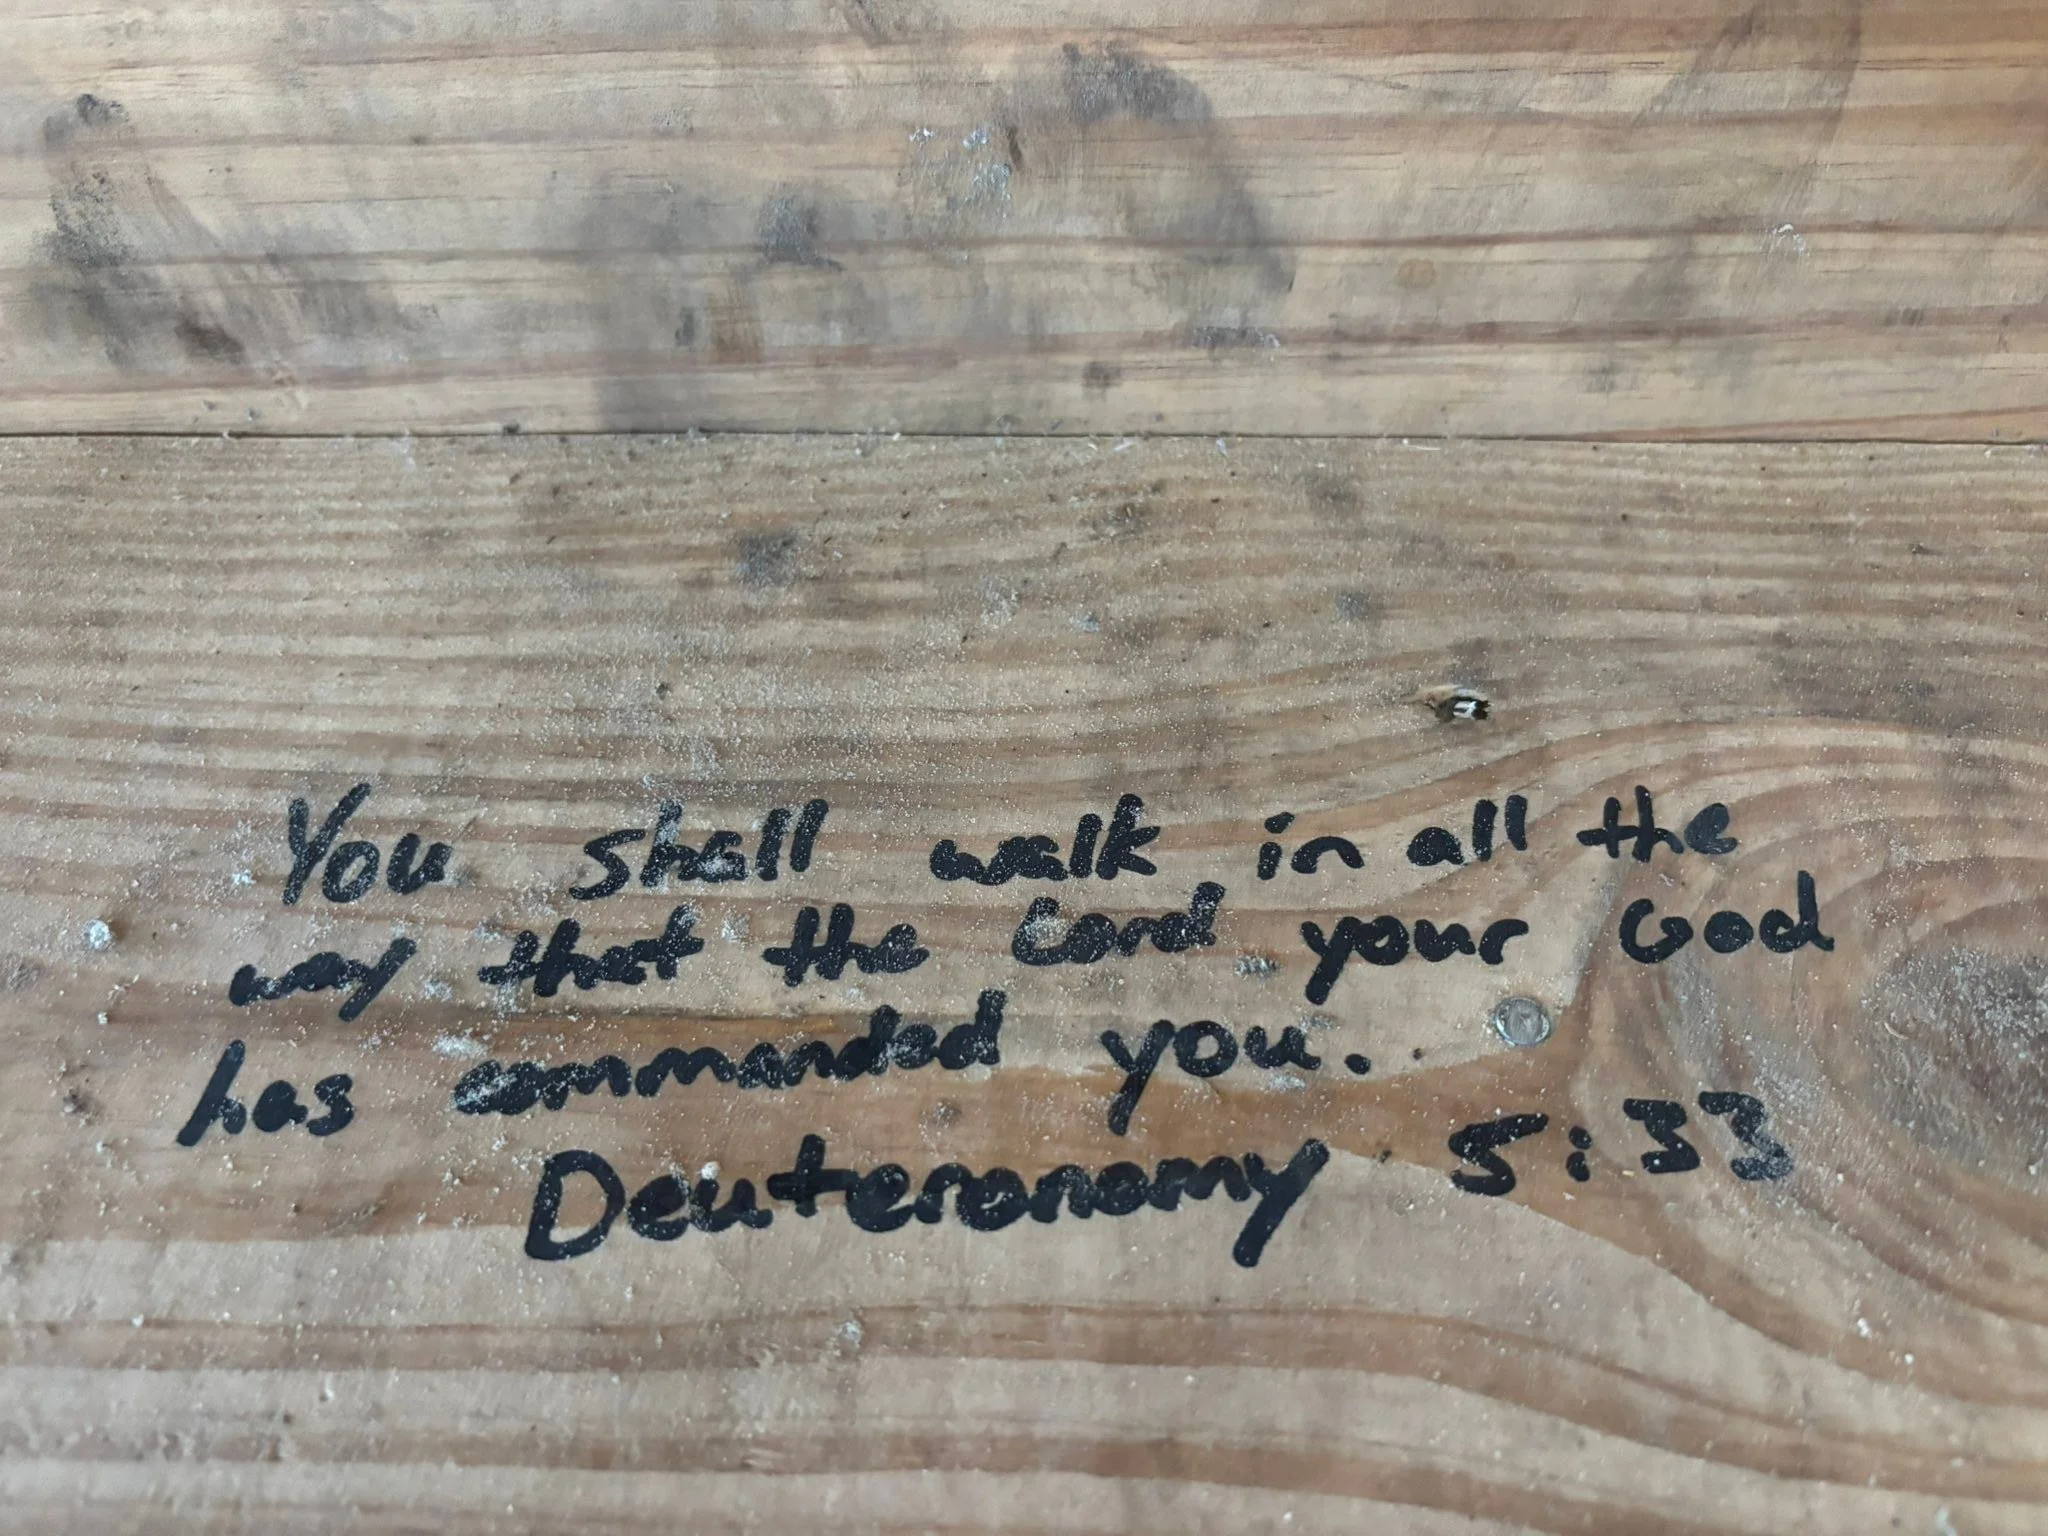 You shall walk in all the
way that the Lord your God
has commanded you.
Deuteronomy 5:33